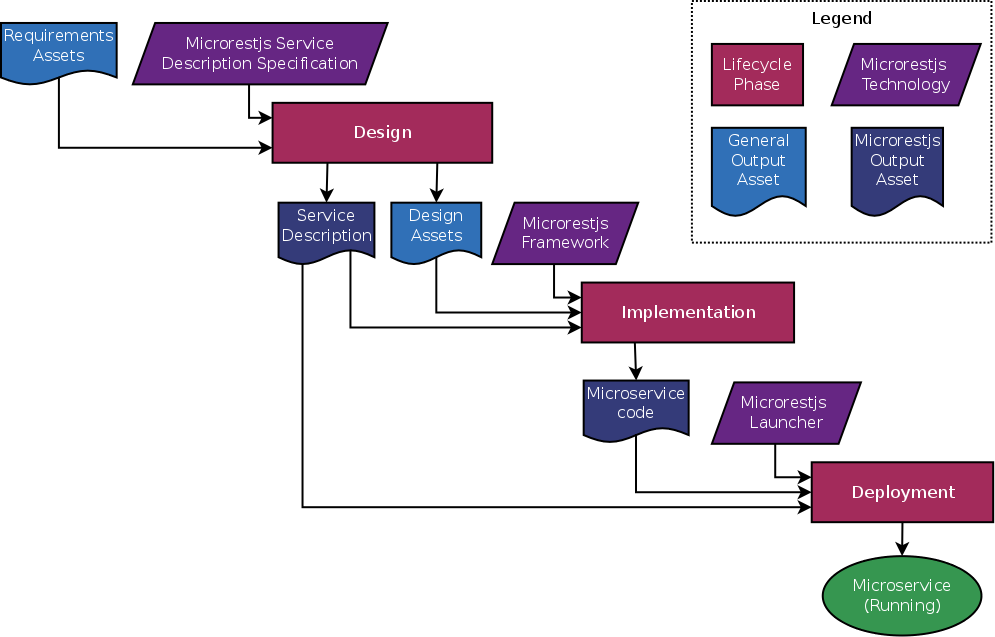 Requirements
Assets
Microrestjs Service
Description Specification
Legend
Lifecycle
Phase
Microrestjs
Technology
General
Output
Asset
Microrestjs
Output
Asset
Design
Service
Description
Design
Assets
Microrestjs
Framework
Implementation
Microservice
code
Microrestjs
Launcher
Deployment
Microservice
(Running)